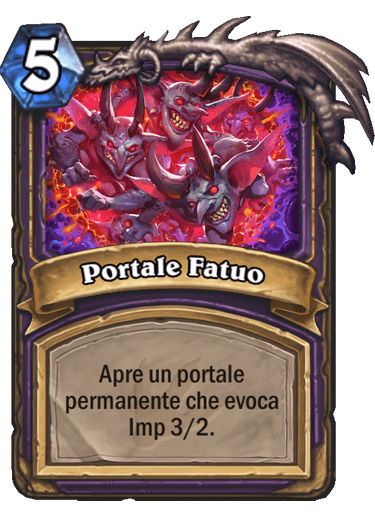 5
Portale Fatuo
Apre un portale
permanente che evoca
Imp 3/2.